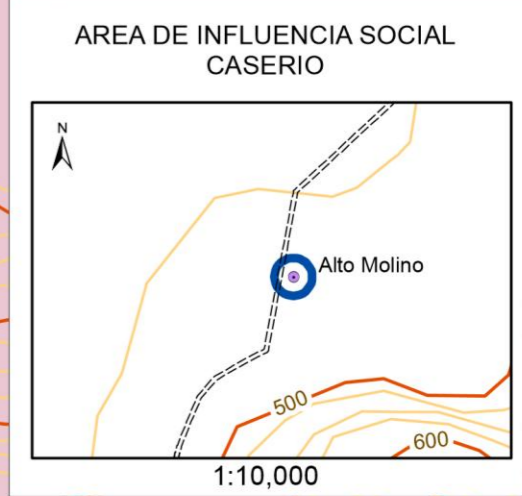 AREA DE INFLUENCIA SOCIAL
CASERIO
N
Alto Molino
500
600
1:10,000